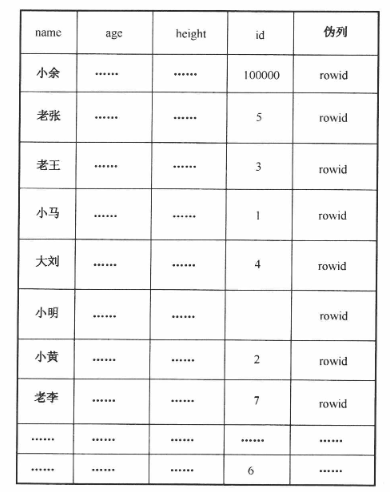 name age height id 伪列
小余 …… …… 100000 rowid
老张 …… …… 5 rowid
老王 …… …… 3 rowid
小马 …… …… 1 rowid
大刘 …… …… 4 rowid
小明 …… …… rowid
小黄 …… …… 2 rowid
老李 …… …… 7 rowid
…… …… …… …… ……
…… …… …… 6 ……